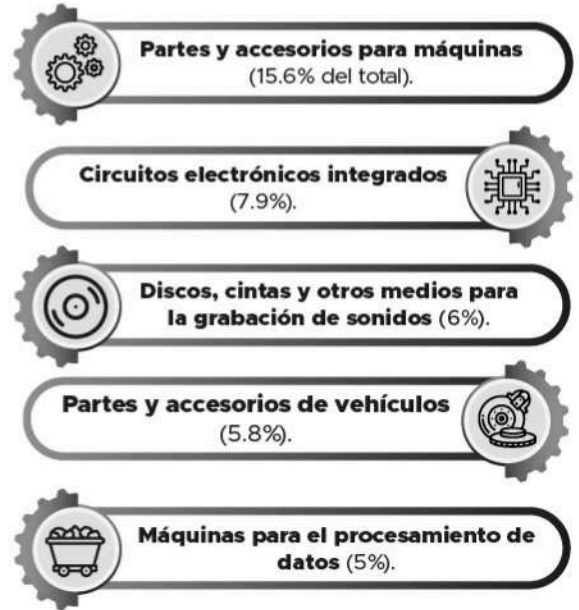 Partes y accesorios para máquinas
(15.6% del total).
Circuitos electrónicos integrados
(7.9%).
Discos, cintas y otros medios para
la grabación de sonidos (6%).
Partes y accesorios de vehículos
(5.8%).
Máquinas para el procesamiento de
datos (5%).